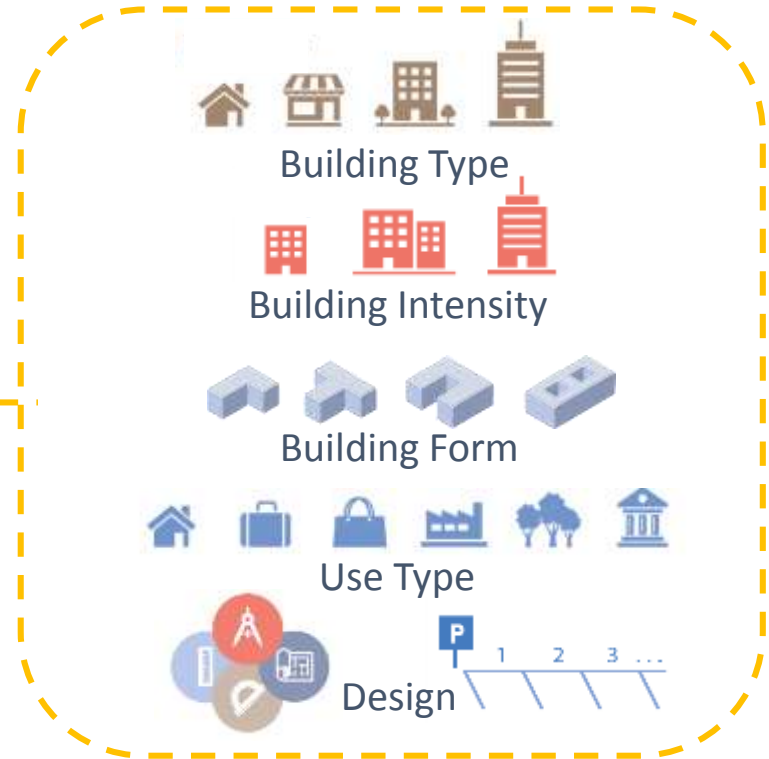 Building Type
Building Intensity
Building Form
Use Type
P
1 2 3 ...
Design